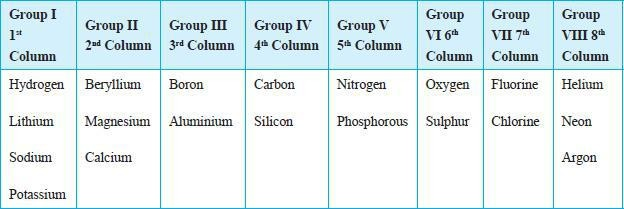 Group I 1st Column
Group II 2nd Column
Group III 3rd Column
Group IV 4th Column
Group V 5th Column
Group VI 6th Column
Group VII 7th Column
Group VIII 8th Column
Hydrogen Beryllium Boron Carbon Nitrogen Oxygen Fluorine Helium
Lithium Magnesium Aluminium Silicon Phosphorous Sulphur Chlorine Neon
Sodium Calcium Argon
Potassium